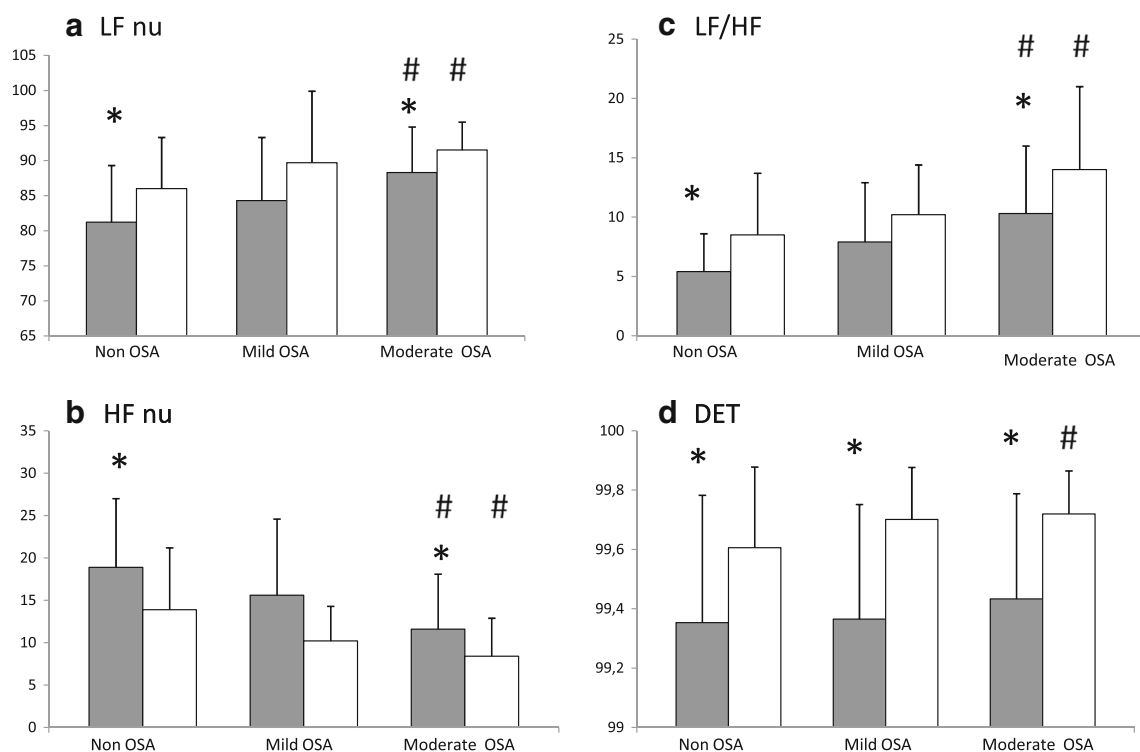 a LF nu
105
100
95
90
85
80
75
70
65
* * # #
Non OSA Mild OSA Moderate OSA
c LF/HF
25
20
15
10
5
0
* * # #
Non OSA Mild OSA Moderate OSA
b HF nu
35
30
25
20
15
10
5
0
* # # *
Non OSA Mild OSA Moderate OSA
d DET
100
99,8
99,6
99,4
99,2
99
* * * #
Non OSA Mild OSA Moderate OSA